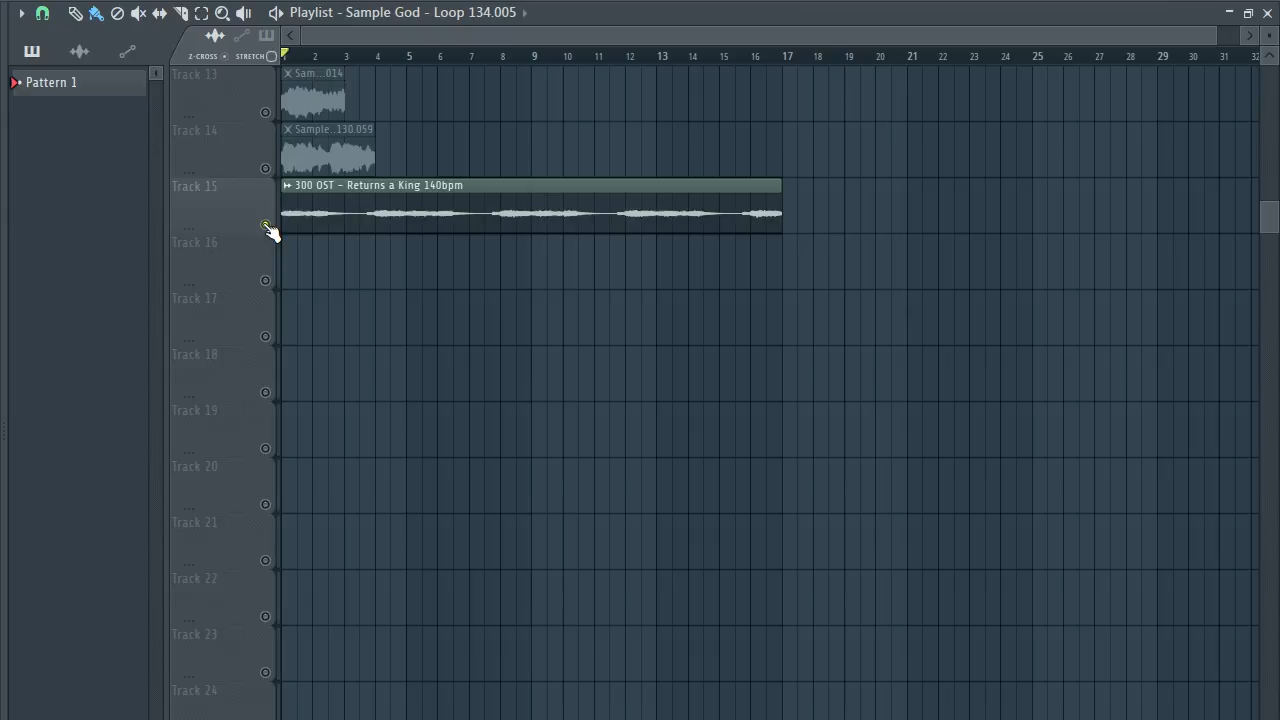 Playlist - Sample God - Loop 134.005
Z-CROSS STRETCH
1 2 3 4 5 6 7 8 9 10 11 12 13 14 15 16 17 18 19 20 21 22 23 24 25 26 27 28 29 30 31 32
Pattern 1
Track 13
Sam...014
Track 14
Sample..130.059
Track 15
300 OST - Returns a King 140bpm
Track 16
Track 17
Track 18
Track 19
Track 20
Track 21
Track 22
Track 23
Track 24